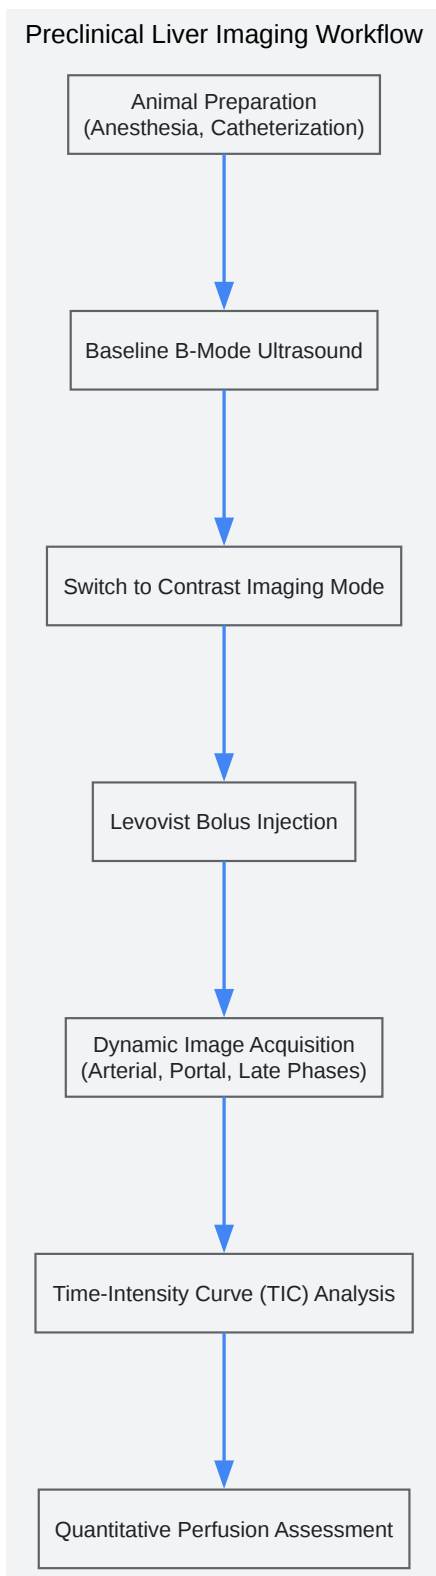 Preclinical Liver Imaging Workflow
Animal Preparation
(Anesthesia, Catheterization)
Baseline B-Mode Ultrasound
Switch to Contrast Imaging Mode
Levovist Bolus Injection
Dynamic Image Acquisition
(Arterial, Portal, Late Phases)
Time-Intensity Curve (TIC) Analysis
Quantitative Perfusion Assessment